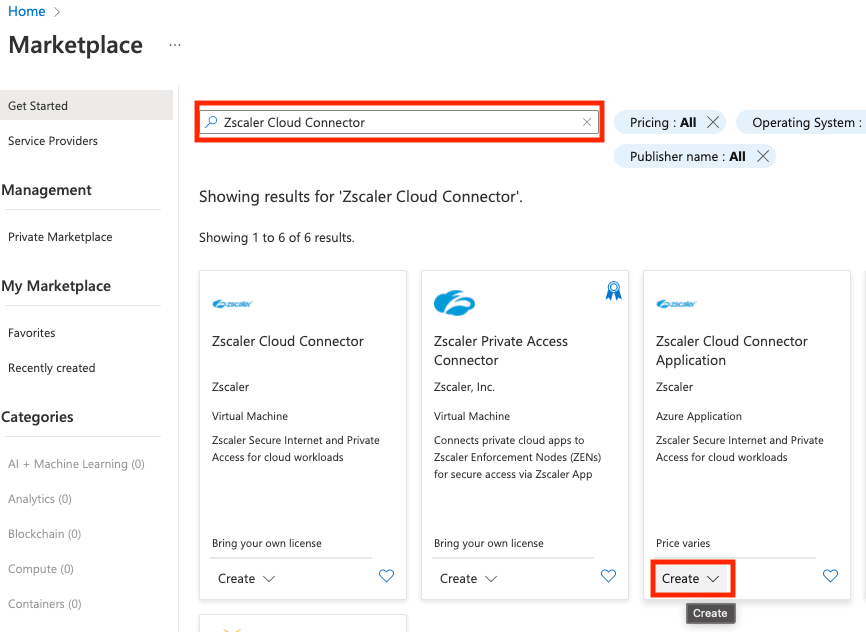 Home >
Marketplace ...
Get Started
Service Providers
Management
Private Marketplace
My Marketplace
Favorites
Recently created
Categories
AI + Machine Learning (0)
Analytics (0)
Blockchain (0)
Compute (0)
Containers (0)
Zscaler Cloud Connector
Pricing : All
Operating System :
Publisher name : All
Showing results for 'Zscaler Cloud Connector'.
Showing 1 to 6 of 6 results.
zscaler
Zscaler Cloud Connector
Zscaler
Virtual Machine
Zscaler Secure Internet and Private
Access for cloud workloads
Bring your own license
Create
Zscaler Private Access
Connector
Zscaler, Inc.
Virtual Machine
Connects private cloud apps to
Zscaler Enforcement Nodes (ZENs)
for secure access via Zscaler App
Bring your own license
Create
zscaler
Zscaler Cloud Connector
Application
Zscaler
Azure Application
Zscaler Secure Internet and Private
Access for cloud workloads
Price varies
Create
Create